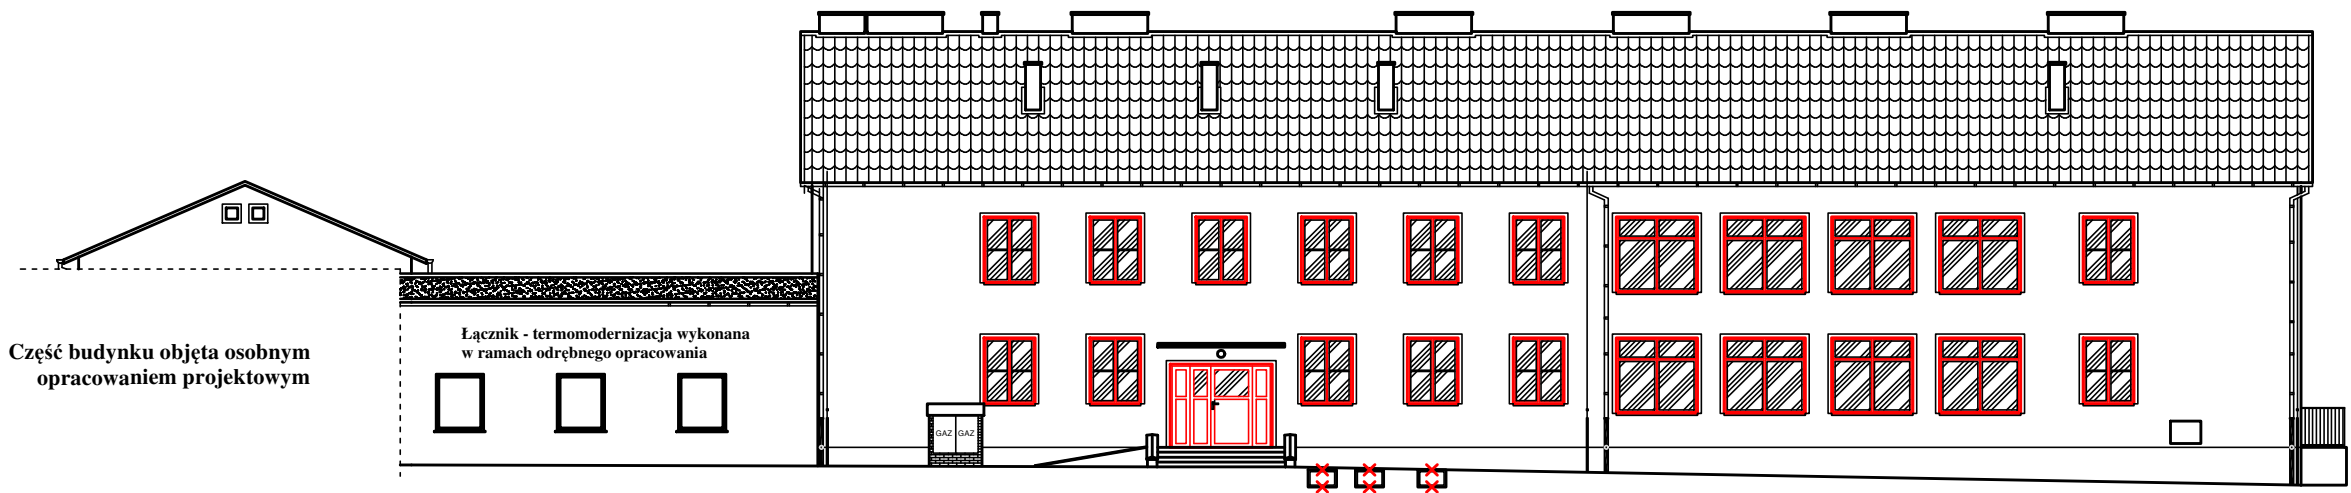 Łącznik - termomodernizacja wykonana
w ramach odrębnego opracowania
Część budynku objęta osobnym
opracowaniem projektowym
GAZ GAZ